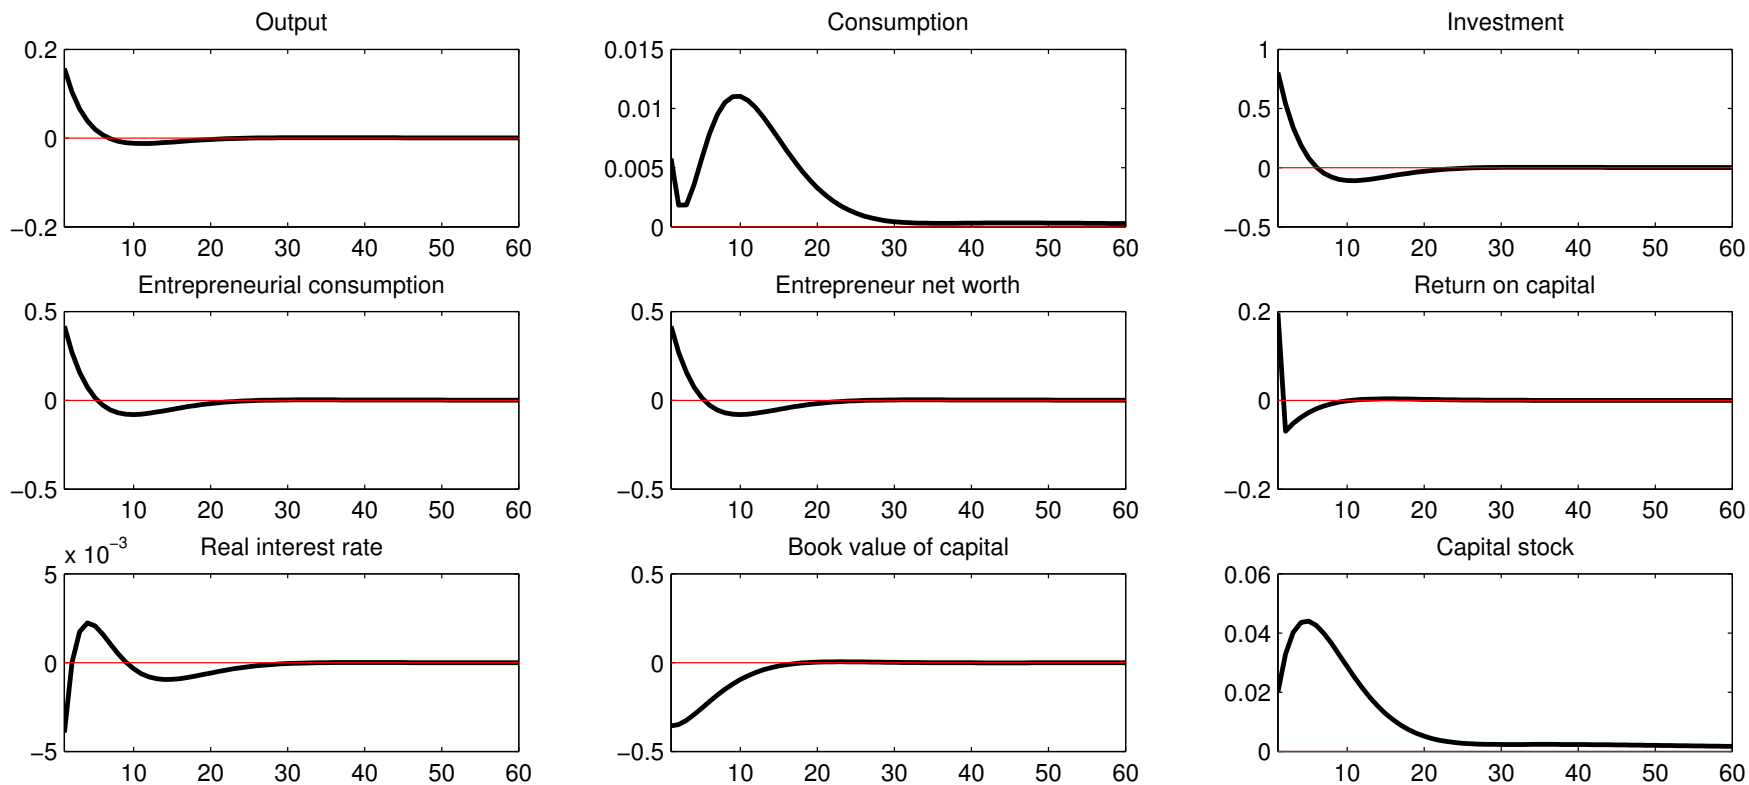 Output Consumption Investment
0.2 0.015 1
0.01 0.5
0 0.005 0
−0.2 0 −0.5
10 20 30 40 50 60 10 20 30 40 50 60 10 20 30 40 50 60
Entrepreneurial consumption Entrepreneur net worth Return on capital
0.5 0.5 0.2
0 0 0
−0.5 −0.5 −0.2
10 20 30 40 50 60 10 20 30 40 50 60 10 20 30 40 50 60
x 10−3 Real interest rate Book value of capital Capital stock
5 0.5 0.06
0.04
0 0
0.02
−5 −0.5 0
10 20 30 40 50 60 10 20 30 40 50 60 10 20 30 40 50 60